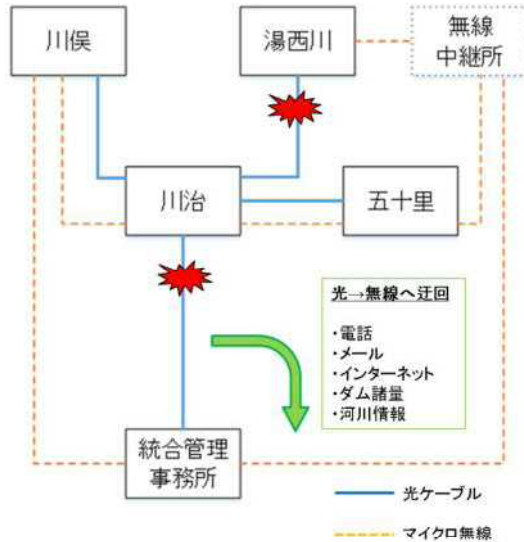 川俣
湯西川
無線
中継所
川治
五十里
光→無線へ迂回
・電話
・メール
・インターネット
・ダム諸量
・河川情報
統合管理
事務所
光ケーブル
マイクロ無線